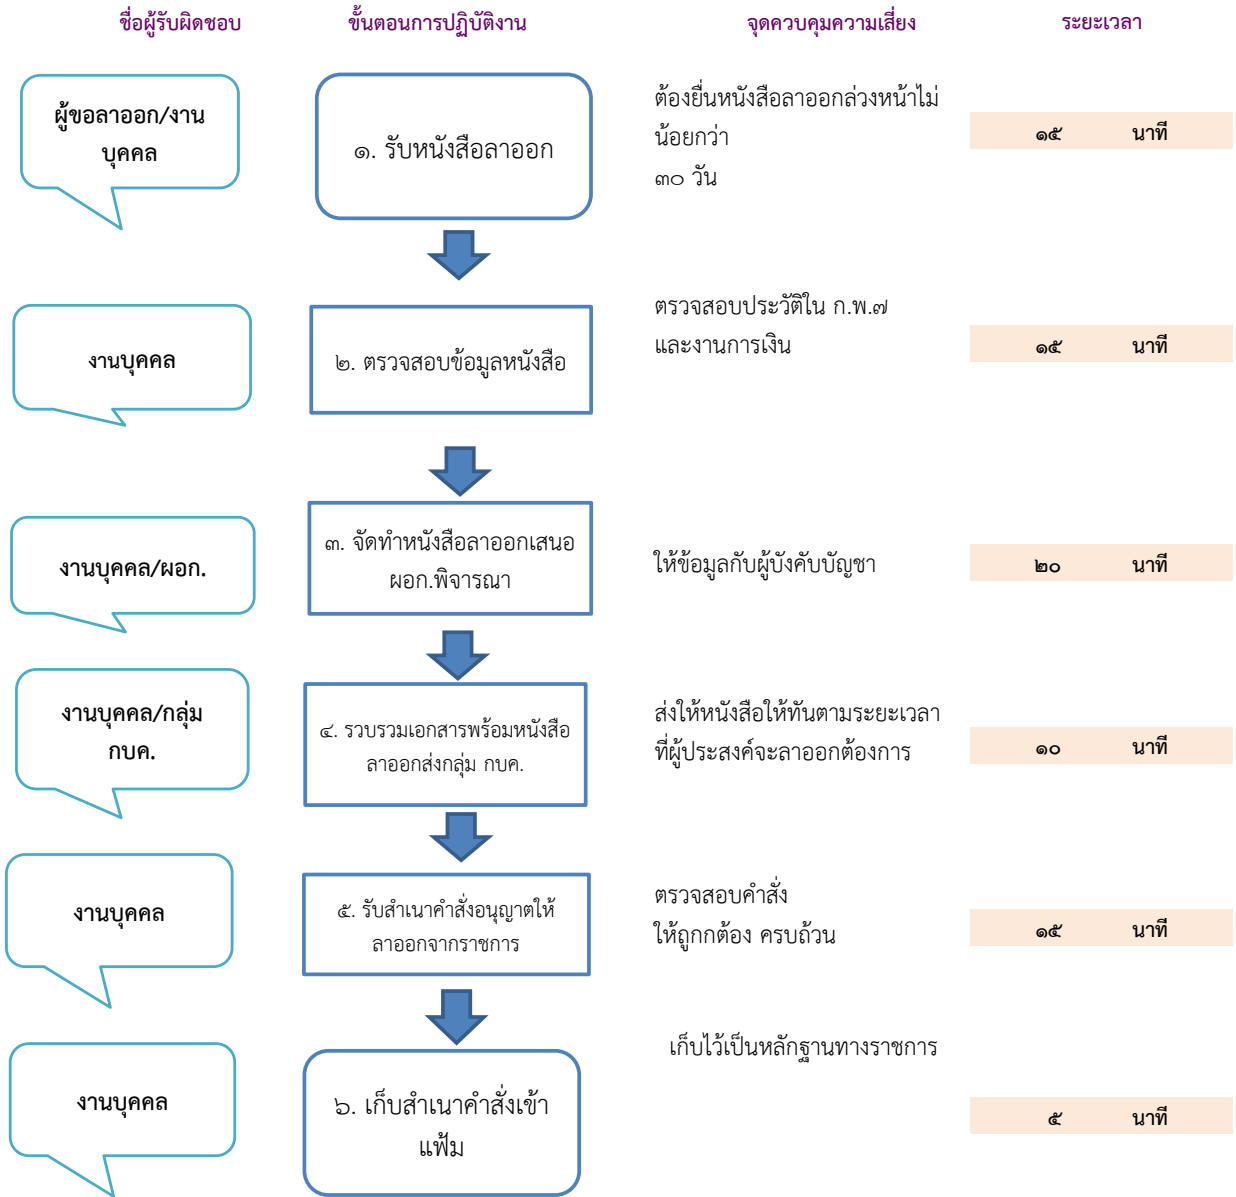 ชื่อผู้รับผิดชอบ ขั้นตอนการปฏิบัติงาน จุดควบคุมความเสี่ยง ระยะเวลา
ผู้ขอลาออก/งาน
บุคคล
๑. รับหนังสือลาออก
ต้องยื่นหนังสือลาออกล่วงหน้าไม่
น้อยกว่า
๓๐ วัน
๑๕ นาที
งานบุคคล
๒. ตรวจสอบข้อมูลหนังสือ
ตรวจสอบประวัติใน ก.พ.๗
และงานการเงิน
๑๕ นาที
งานบุคคล/ผอก.
๓. จัดทำหนังสือลาออกเสนอ
ผอก.พิจารณา
ให้ข้อมูลกับผู้บังคับบัญชา
๒๐ นาที
งานบุคคล/กลุ่ม
กบค.
๔. รวบรวมเอกสารพร้อมหนังสือ
ลาออกส่งกลุ่ม กบค.
ส่งให้หนังสือให้ทันตามระยะเวลา
ที่ผู้ประสงค์จะลาออกต้องการ
๑๐ นาที
งานบุคคล
๕. รับสำเนาคำสั่งอนุญาตให้
ลาออกจากราชการ
ตรวจสอบคำสั่ง
ให้ถูกกต้อง ครบถ้วน
๑๕ นาที
งานบุคคล
๖. เก็บสำเนาคำสั่งเข้า
แฟ้ม
เก็บไว้เป็นหลักฐานทางราชการ
๕ นาที